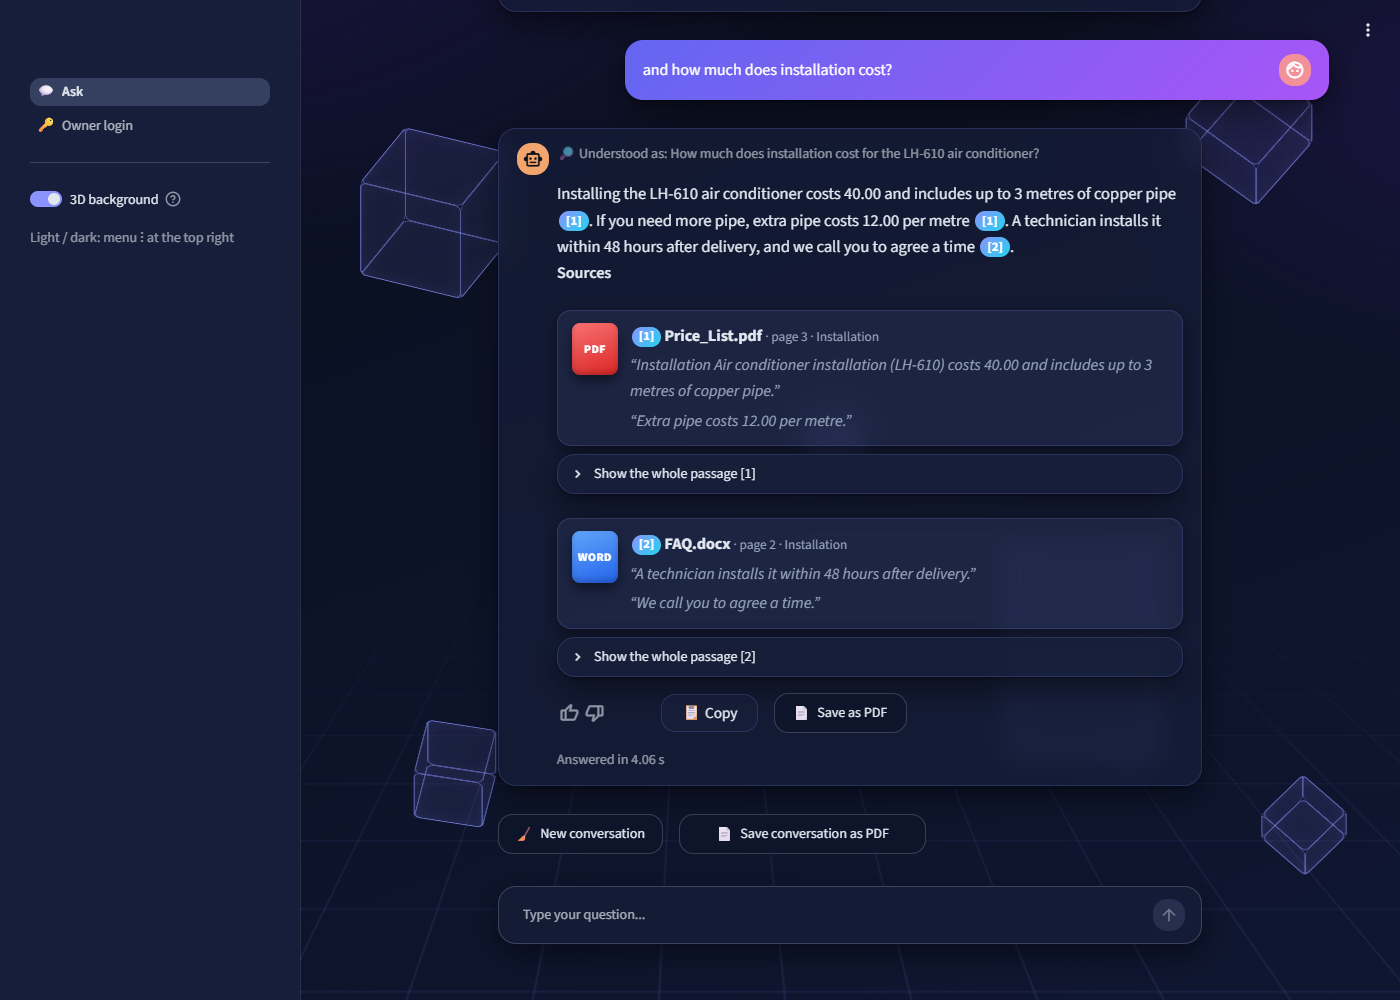 Ask
Owner login
3D background
Light / dark: menu ⋮ at the top right
and how much does installation cost?
Understood as: How much does installation cost for the LH-610 air conditioner?
Installing the LH-610 air conditioner costs 40.00 and includes up to 3 metres of copper pipe
[1]. If you need more pipe, extra pipe costs 12.00 per metre [1]. A technician installs it
within 48 hours after delivery, and we call you to agree a time [2].
Sources
PDF
[1] Price_List.pdf · page 3 · Installation
“Installation Air conditioner installation (LH-610) costs 40.00 and includes up to 3
metres of copper pipe.”
“Extra pipe costs 12.00 per metre.”
Show the whole passage [1]
WORD
[2] FAQ.docx · page 2 · Installation
“A technician installs it within 48 hours after delivery.”
“We call you to agree a time.”
Show the whole passage [2]
Copy
Save as PDF
Answered in 4.06 s
New conversation
Save conversation as PDF
Type your question...